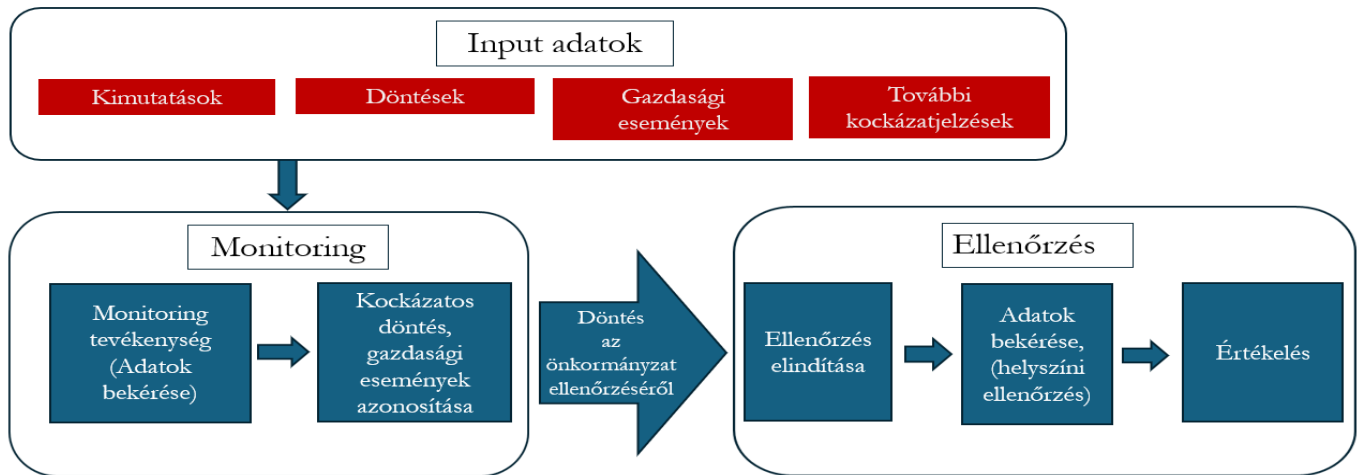 Input adatok
Kimutatások
Döntések
Gazdasági
események
További
kockázatjelzések
Monitoring
Monitoring
tevékenység
(Adatok
bekérése)
Kockázatos
döntés,
gazdasági
események
azonosítása
Döntés
az
önkormányzat
ellenőrzéséről
Ellenőrzés
Ellenőrzés
elindítása
Adatok
bekérése,
(helyszíni
ellenőrzés)
Értékelés